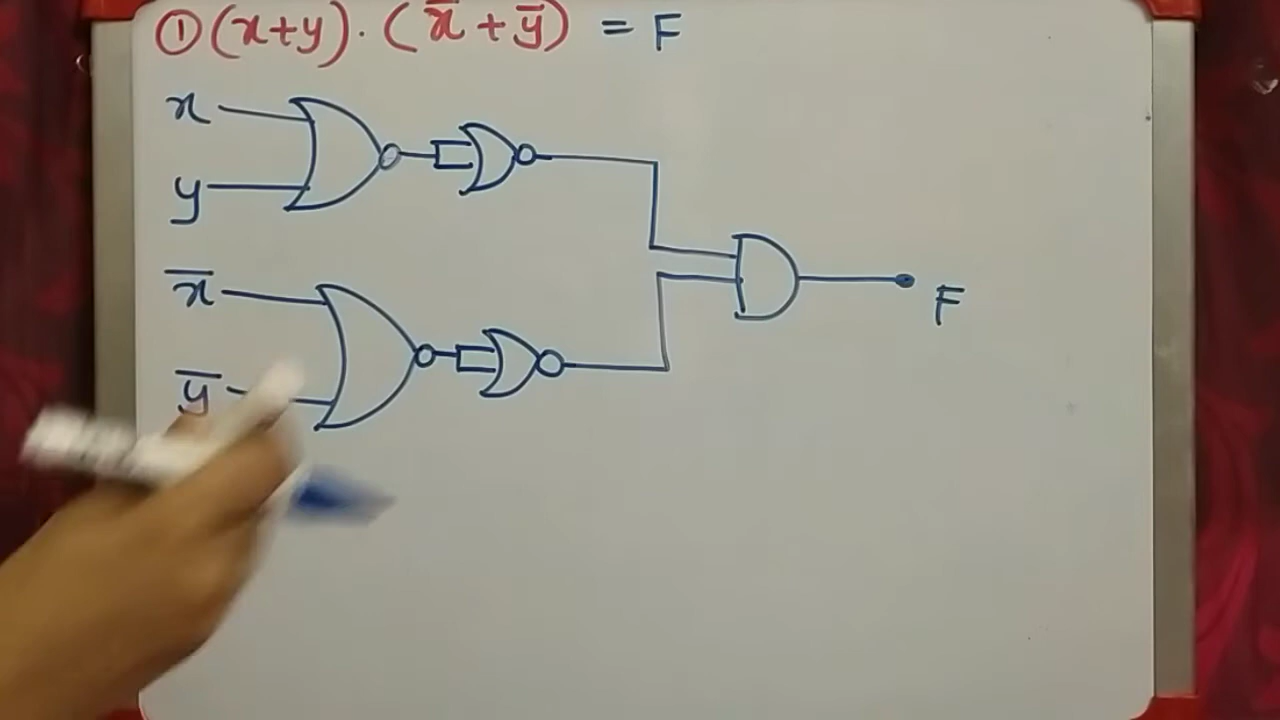 ① (x+y) · (x̅ + y̅) = F
x
y
x̅
y̅
F